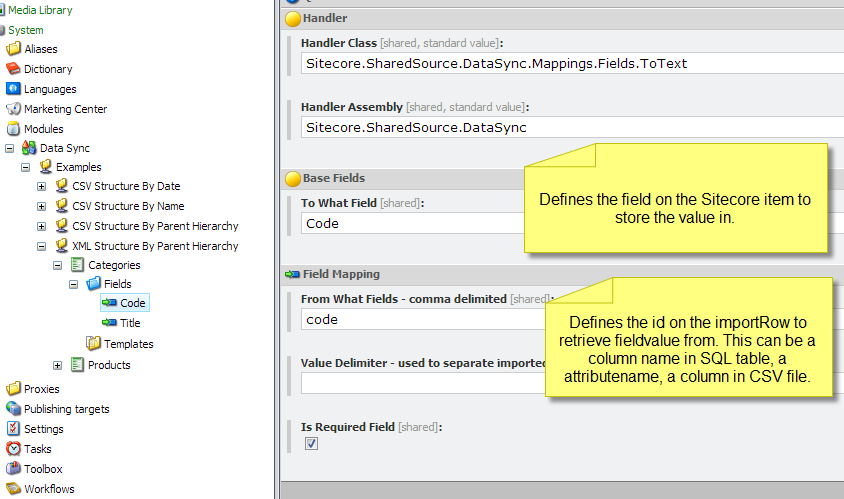 Media Library
System
Aliases
Dictionary
Languages
Marketing Center
Modules
Data Sync
Examples
CSV Structure By Date
CSV Structure By Name
CSV Structure By Parent Hierarchy
XML Structure By Parent Hierarchy
Categories
Fields
Code
Title
Templates
Products
Proxies
Publishing targets
Settings
Tasks
Toolbox
Workflows
Handler
Handler Class [shared, standard value]:
Sitecore.SharedSource.DataSync.Mappings.Fields.ToText
Handler Assembly [shared, standard value]:
Sitecore.SharedSource.DataSync
Base Fields
To What Field [shared]:
Code
Defines the field on the Sitecore item to
store the value in.
Field Mapping
From What Fields - comma delimited [shared]:
code
Value Delimiter - used to separate imported
Defines the id on the importRow to
retrieve fieldvalue from. This can be a
column name in SQL table, a
attributename, a column in CSV file.
Is Required Field [shared]: